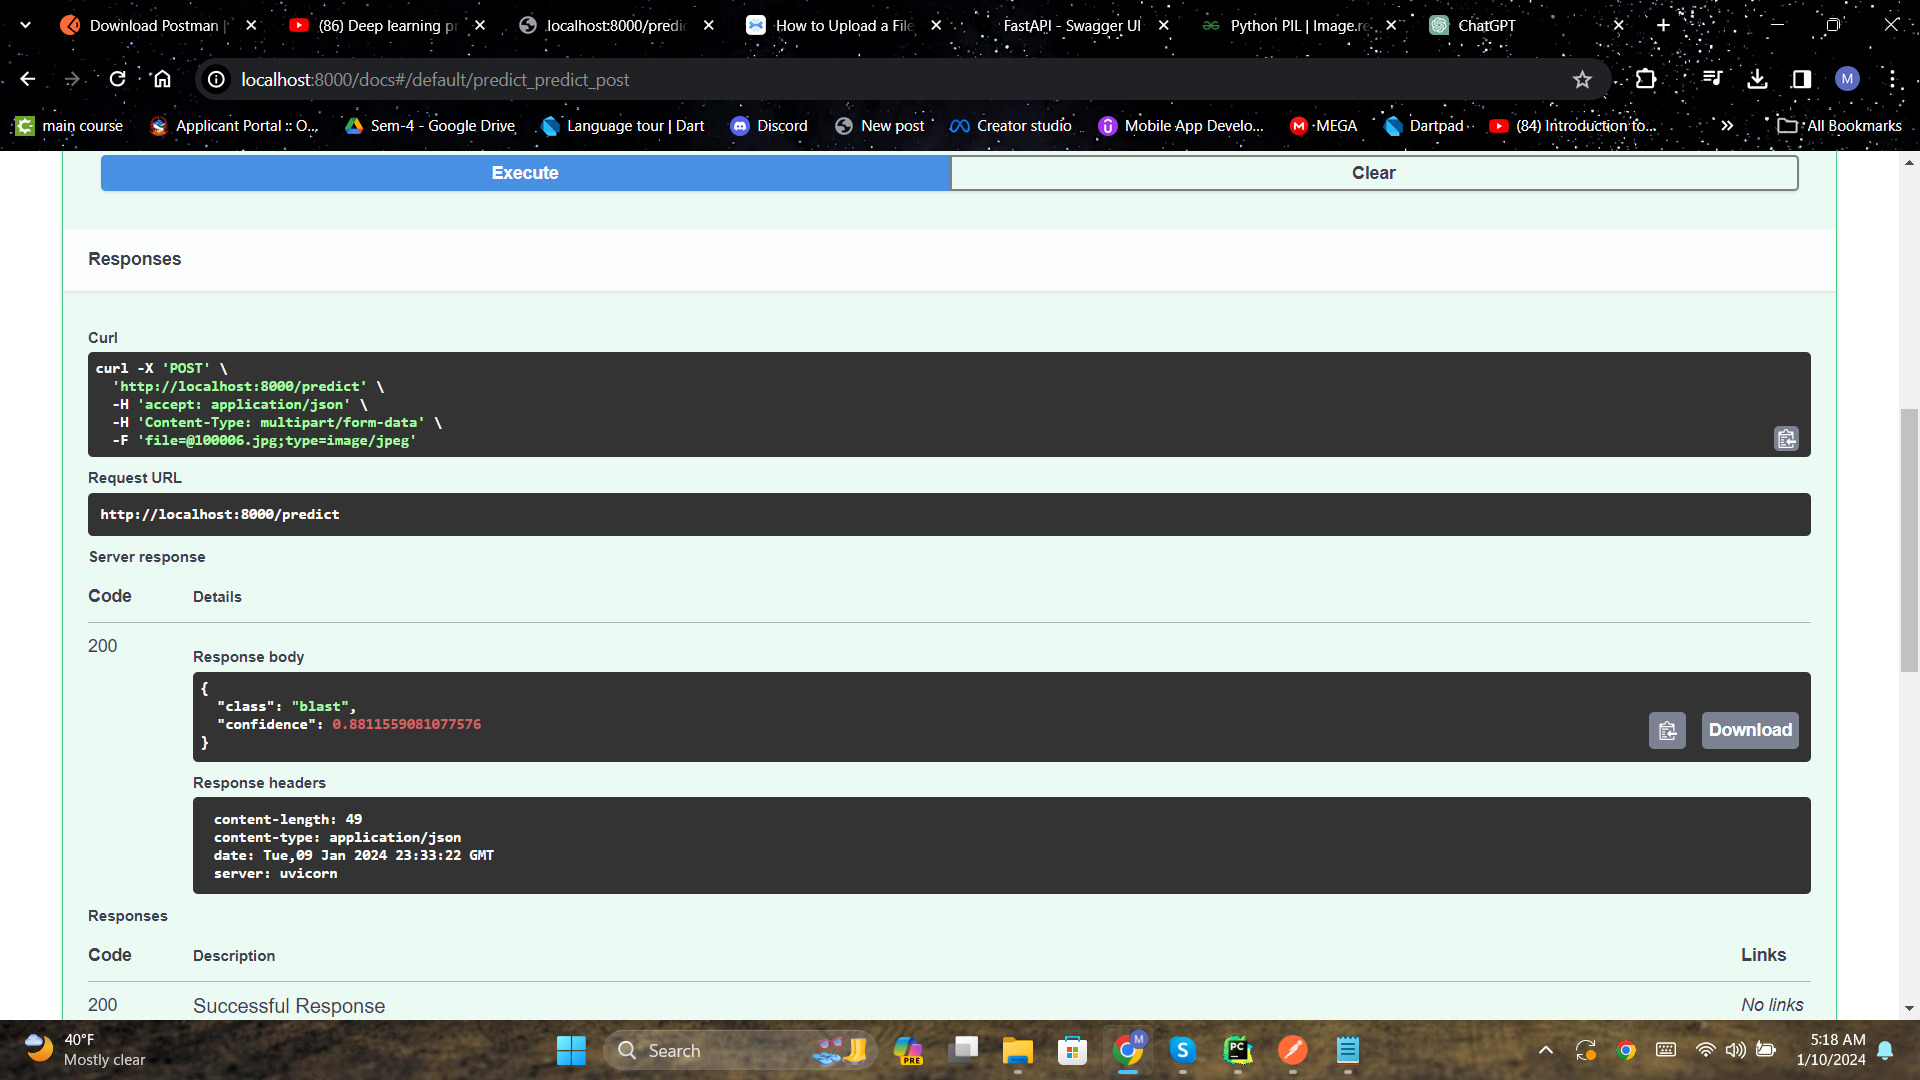 Download Postman |
(86) Deep learning pr
localhost:8000/predic
How to Upload a File
FastAPI - Swagger UI
Python PIL | Image.re
ChatGPT
localhost:8000/docs#/default/predict_predict_post
M
main course
Applicant Portal :: O...
Sem-4 - Google Drive
Language tour | Dart
Discord
New post
Creator studio
Mobile App Develo...
MEGA
Dartpad
(84) Introduction to...
All Bookmarks
Execute
Clear
Responses
Curl
curl -X 'POST' \
'http://localhost:8000/predict' \
-H 'accept: application/json' \
-H 'Content-Type: multipart/form-data' \
-F 'file=@100006.jpg;type=image/jpeg'
Request URL
http://localhost:8000/predict
Server response
Code
Details
200
Response body
{
"class": "blast",
"confidence": 0.8811559081077576
}
Download
Response headers
content-length: 49
content-type: application/json
date: Tue,09 Jan 2024 23:33:22 GMT
server: uvicorn
Responses
Code
Description
Links
200
Successful Response
No links
40°F
Mostly clear
Search
PRE
M
S
PC
5:18 AM
1/10/2024